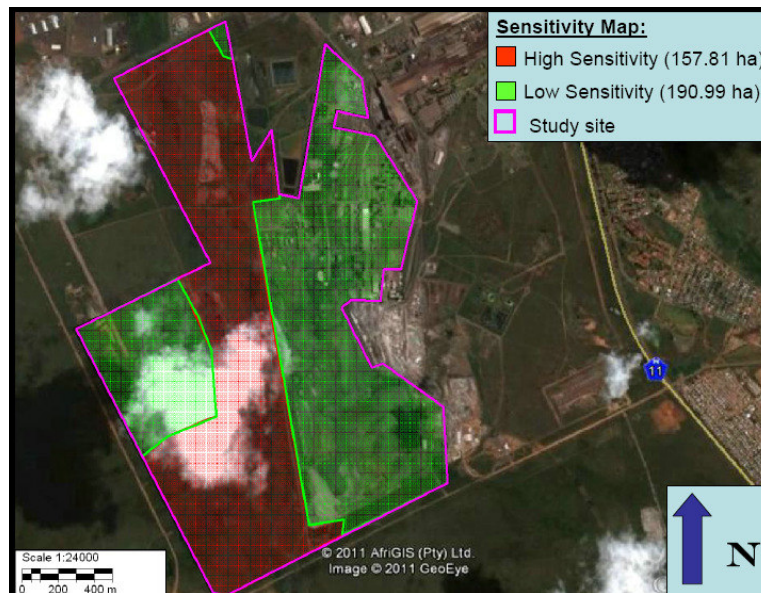 Sensitivity Map:
High Sensitivity (157.81 ha)
Low Sensitivity (190.99 ha)
Study site
11
Scale 1:24000
0 200 400 m
© 2011 AfriGIS (Pty) Ltd.
Image © 2011 GeoEye
N